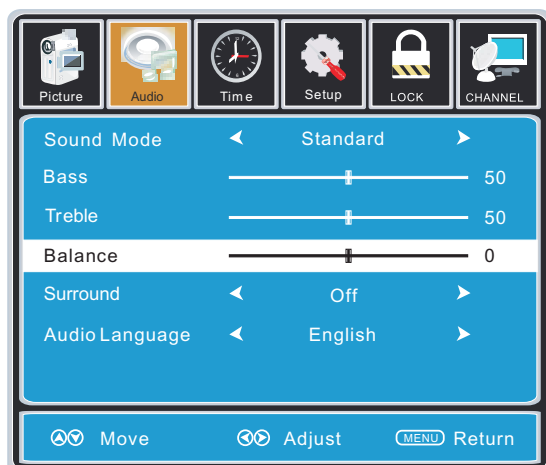 Picture Audio Time Setup LOCK CHANNEL
Sound Mode Standard
Bass 50
Treble 50
Balance 0
Surround Off
Audio Language English
Move Adjust MENU Return